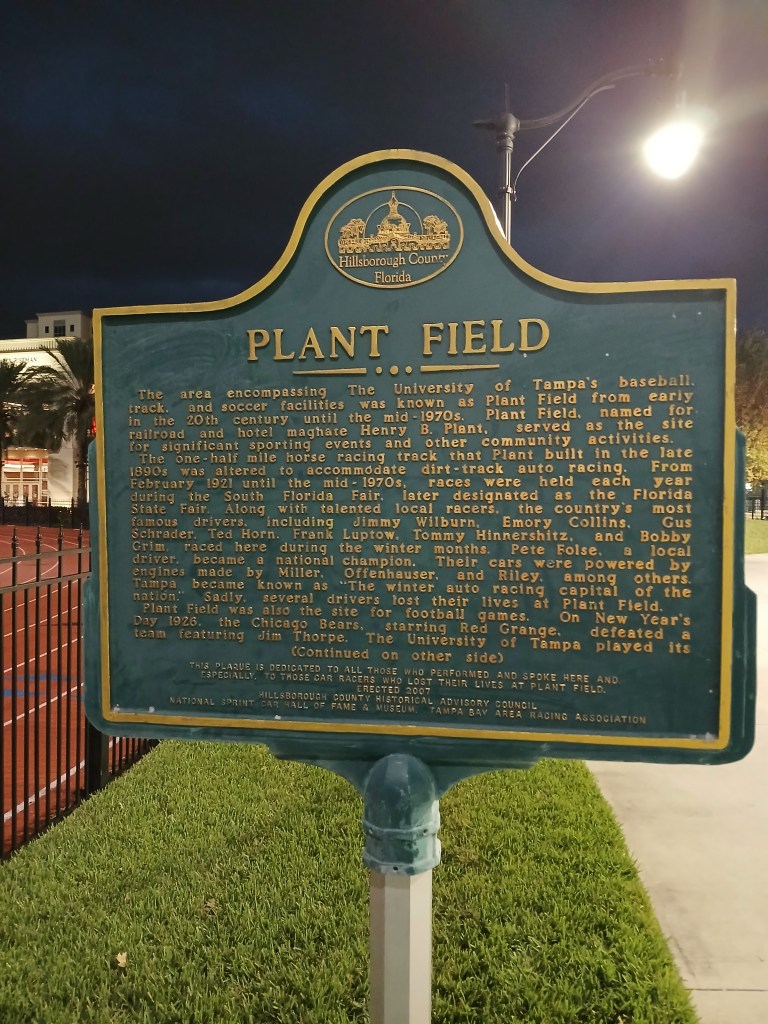 Hillsborough County
Florida
PLANT FIELD
The area encompassing The University of Tampa's baseball,
track, and soccer facilities was known as Plant Field from early
in the 20th century until the mid-1970s. Plant Field, named for
railroad and hotel maghate Henry B. Plant, served as the site
for significant sporting events and other community activities.
The one-half mile horse racing track that Plant built in the late
1890s was altered to accommodate dirt-track auto racing. From
February 1921 until the mid-1970s, races were held each year
during the South Florida Fair, later designated as the Florida
State Fair. Along with talented local racers, the country's most
famous drivers, including Jimmy Wilburn, Emory Collins, Gus
Schrader, Ted Horn, Frank Luptow, Tommy Hinnershitz, and Bobby
Grim, raced here during the winter months. Pete Folse, a local
driver, became a national champion. Their cars were powered by
engines made by Miller, Offenhauser, and Riley, among others.
Tampa became known as "The winter auto racing capital of the
nation." Sadly, several drivers lost their lives at Plant Field.
Plant Field was also the site for football games. On New Year's
Day 1926, the Chicago Bears, starring Red Grange, defeated a
team featuring Jim Thorpe. The University of Tampa played its
(Continued on other side)
THIS PLAQUE IS DEDICATED TO ALL THOSE WHO PERFORMED AND SPOKE HERE AND
ESPECIALLY, TO THOSE CAR RACERS WHO LOST THEIR LIVES AT PLANT FIELD.
ERECTED 2007
HILLSBOROUGH COUNTY HISTORICAL ADVISORY COUNCIL
NATIONAL SPRINT CAR HALL OF FAME & MUSEUM, TAMPA BAY AREA RACING ASSOCIATION